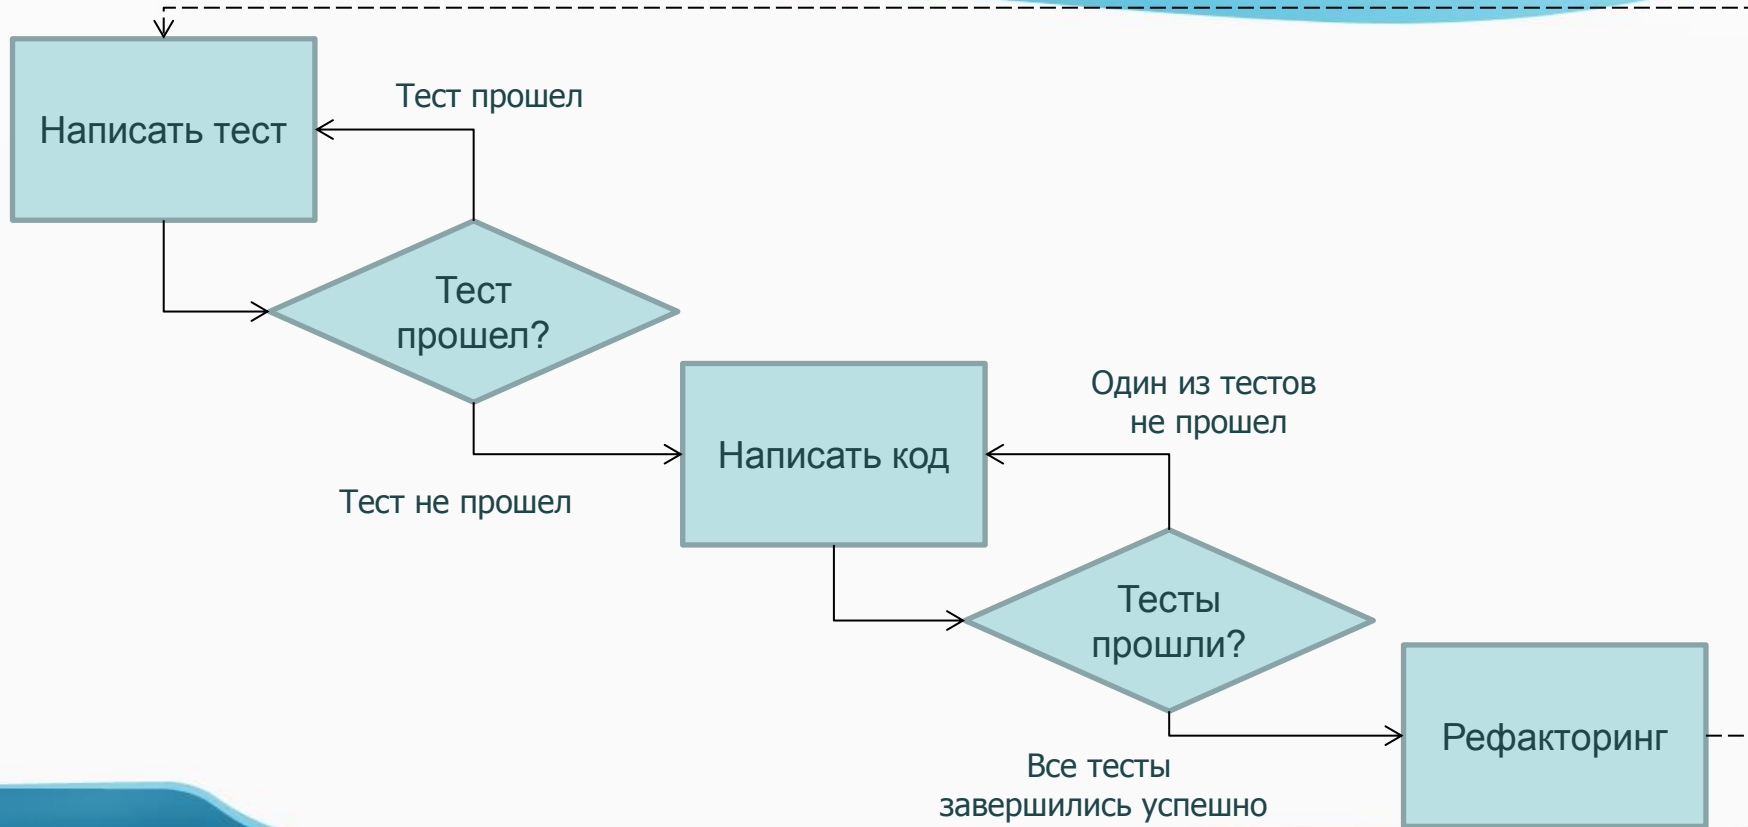 Тест прошел
Написать тест
Тест
прошел?
Тест не прошел
Написать код
Один из тестов
не прошел
Тесты
прошли?
Все тесты
завершились успешно
Рефакторинг